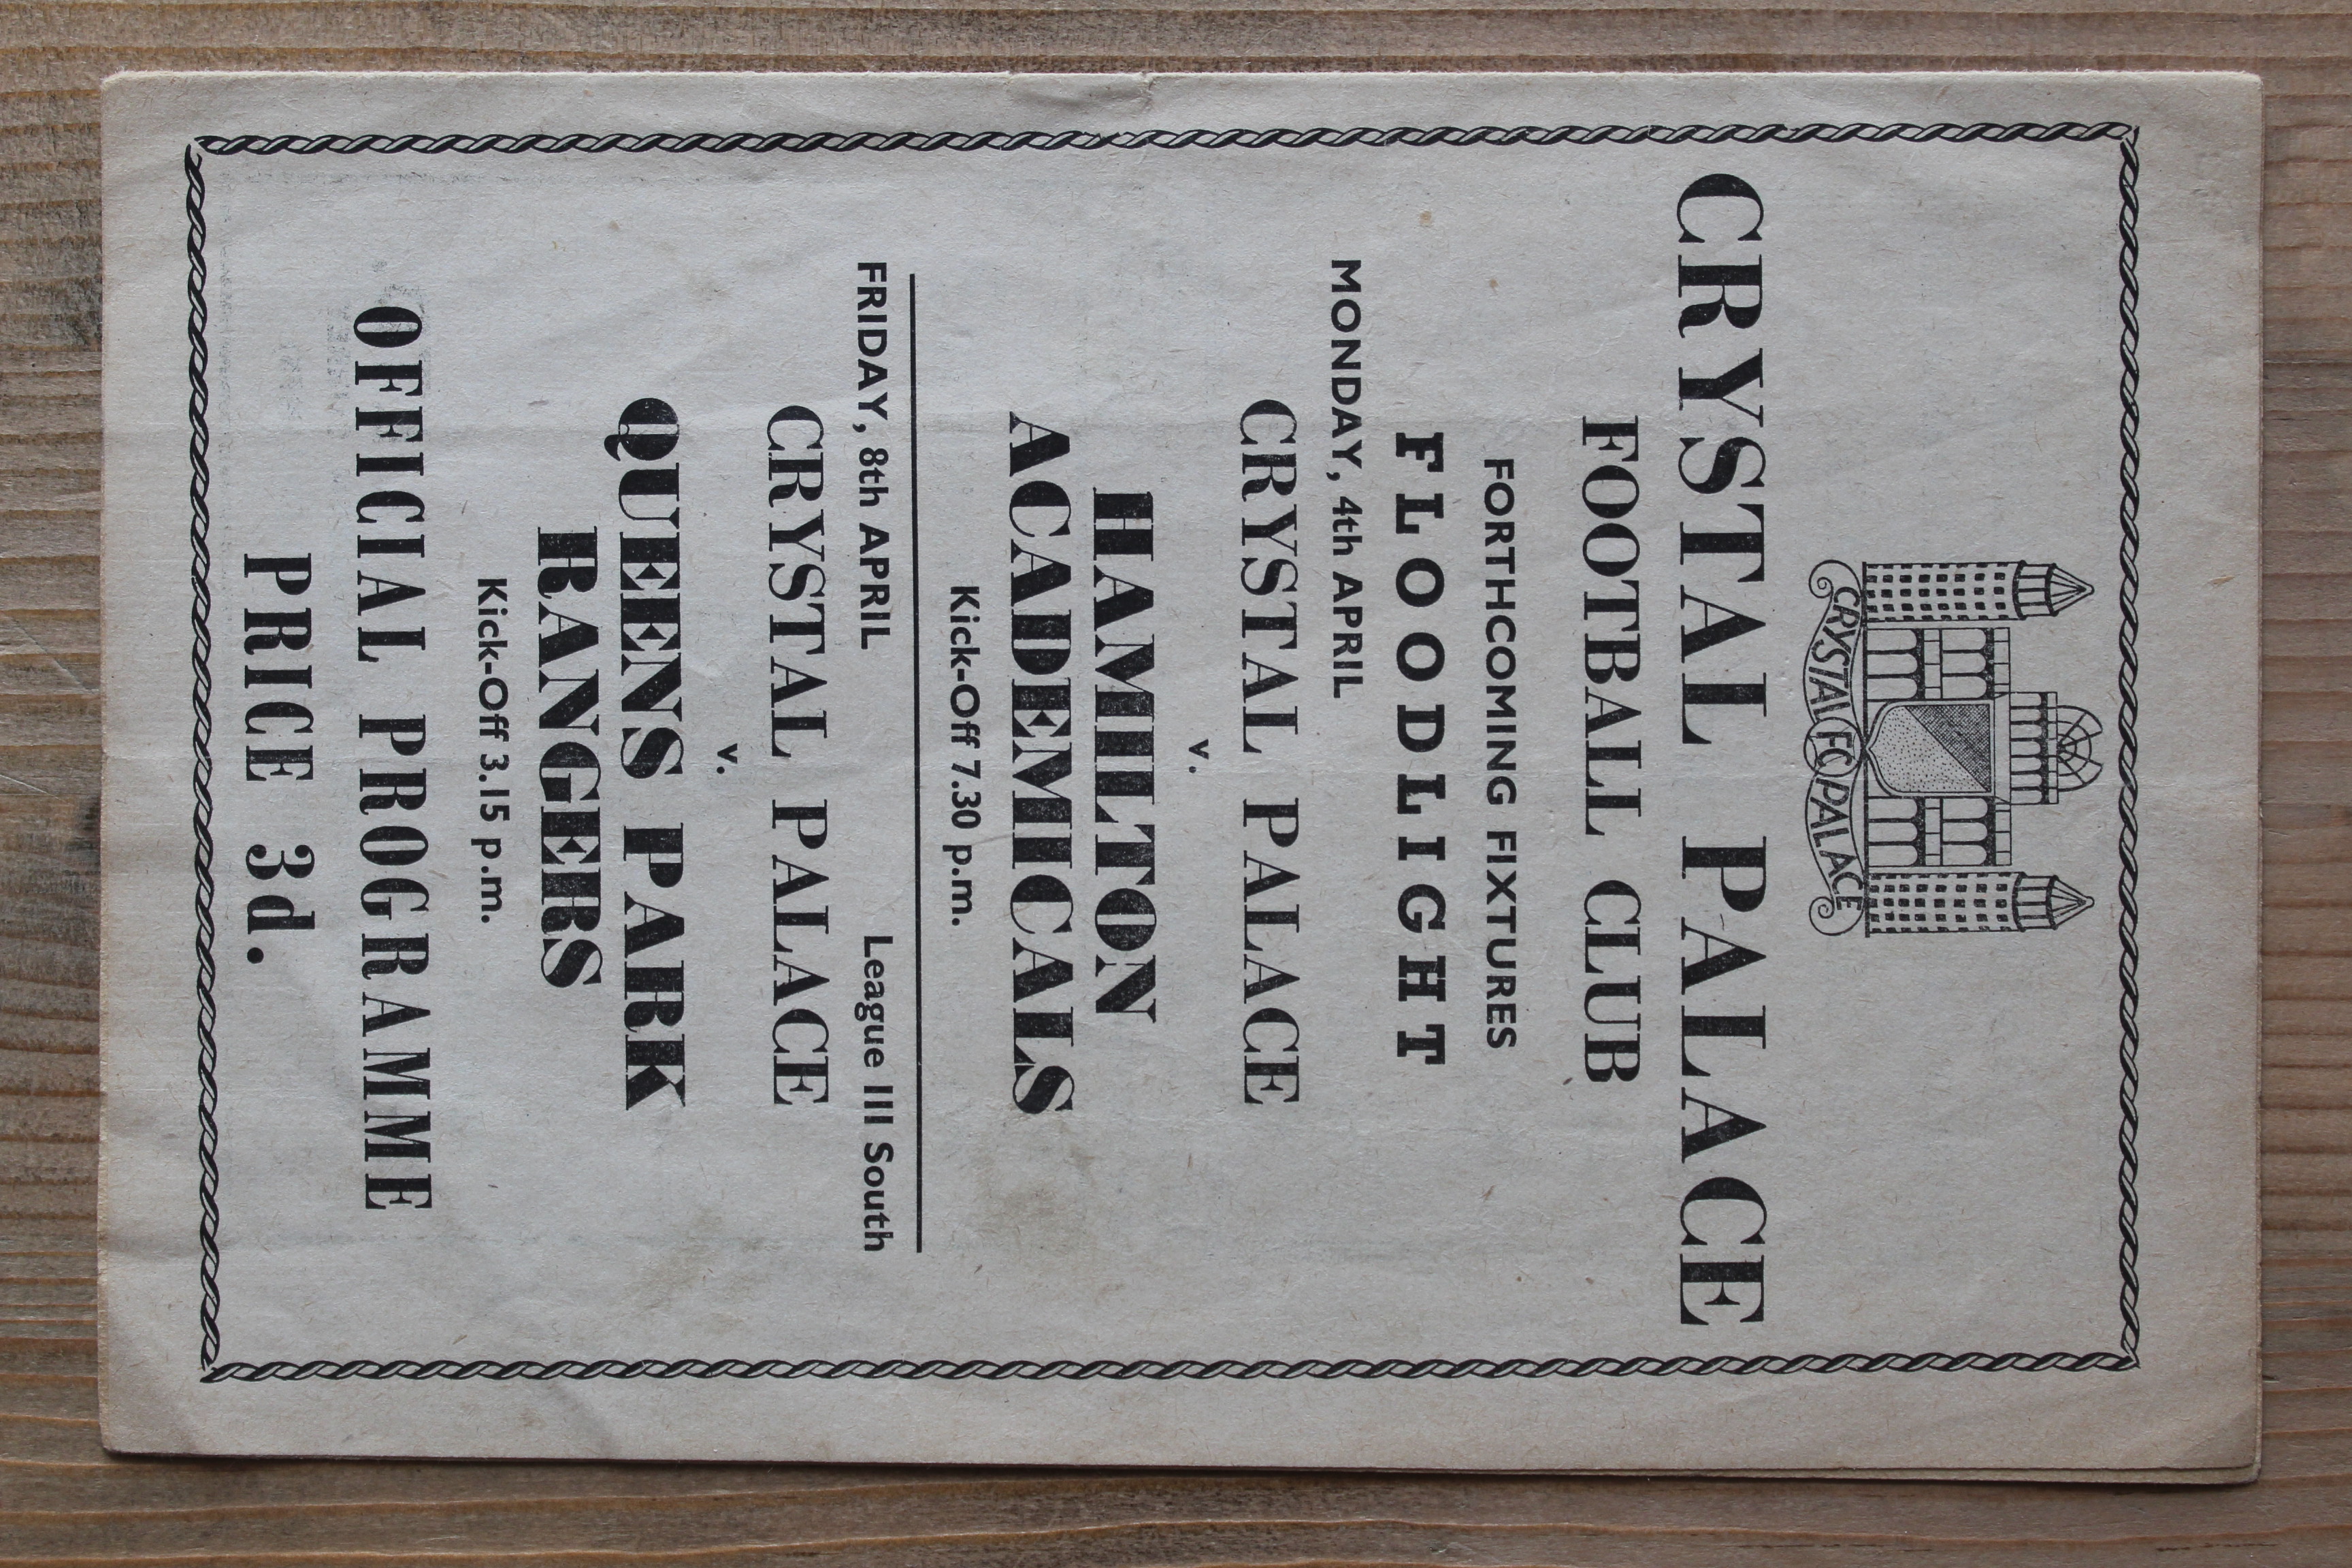 CRYSTAL FC PALACE
CRYSTAL PALACE
FOOTBALL CLUB
FORTHCOMING FIXTURES
FLOODLIGHT
MONDAY, 4th APRIL
CRYSTAL PALACE
v.
HAMILTON
ACADEMICALS
Kick-Off 7.30 p.m.
FRIDAY, 8th APRIL League III South
CRYSTAL PALACE
v.
QUEENS PARK
RANGERS
Kick-Off 3.15 p.m.
OFFICIAL PROGRAMME
PRICE 3d.